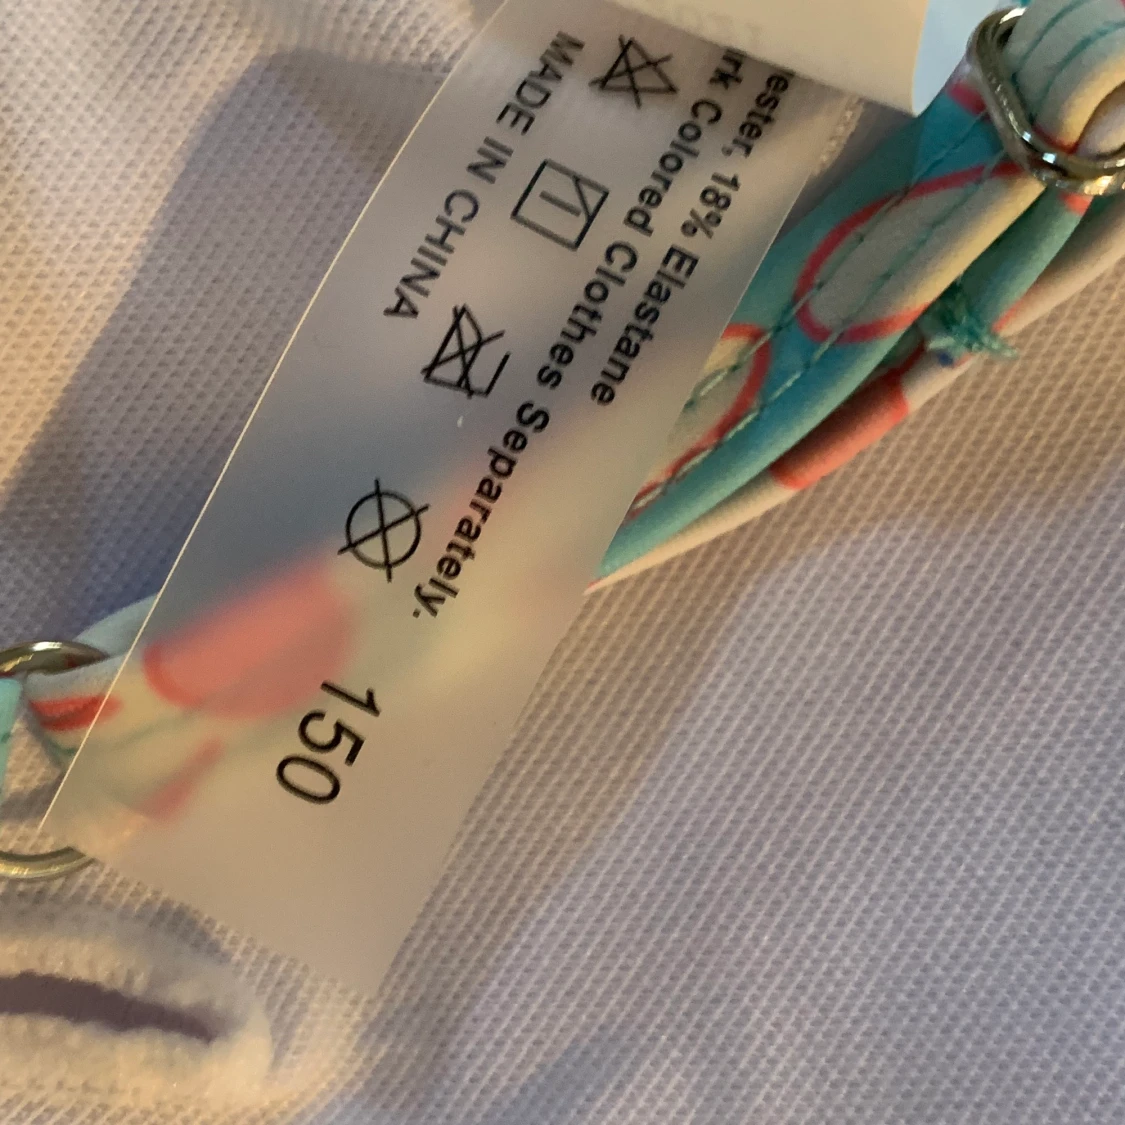 ester, 18% Elastane
rk Colored Clothes Separately.
MADE IN CHINA
150